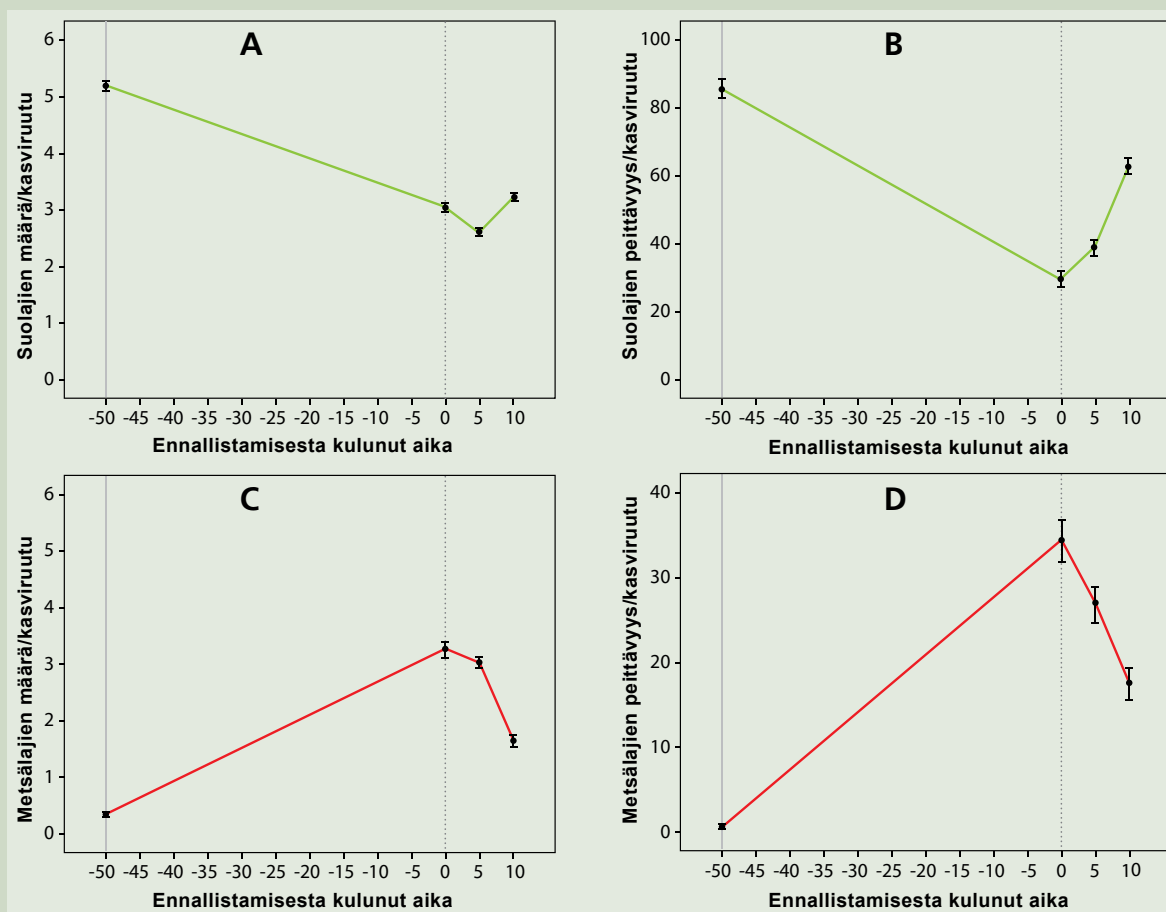 A
Suolajien määrä/kasviruutu
6
5
4
3
2
1
0
-50 -45 -40 -35 -30 -25 -20 -15 -10 -5 0 5 10
Ennallistamisesta kulunut aika
B
Suolajien peittävyys/kasviruutu
100
80
60
40
20
0
-50 -45 -40 -35 -30 -25 -20 -15 -10 -5 0 5 10
Ennallistamisesta kulunut aika
C
Metsälajien määrä/kasviruutu
6
5
4
3
2
1
0
-50 -45 -40 -35 -30 -25 -20 -15 -10 -5 0 5 10
Ennallistamisesta kulunut aika
D
Metsälajien peittävyys/kasviruutu
40
30
20
10
0
-50 -45 -40 -35 -30 -25 -20 -15 -10 -5 0 5 10
Ennallistamisesta kulunut aika